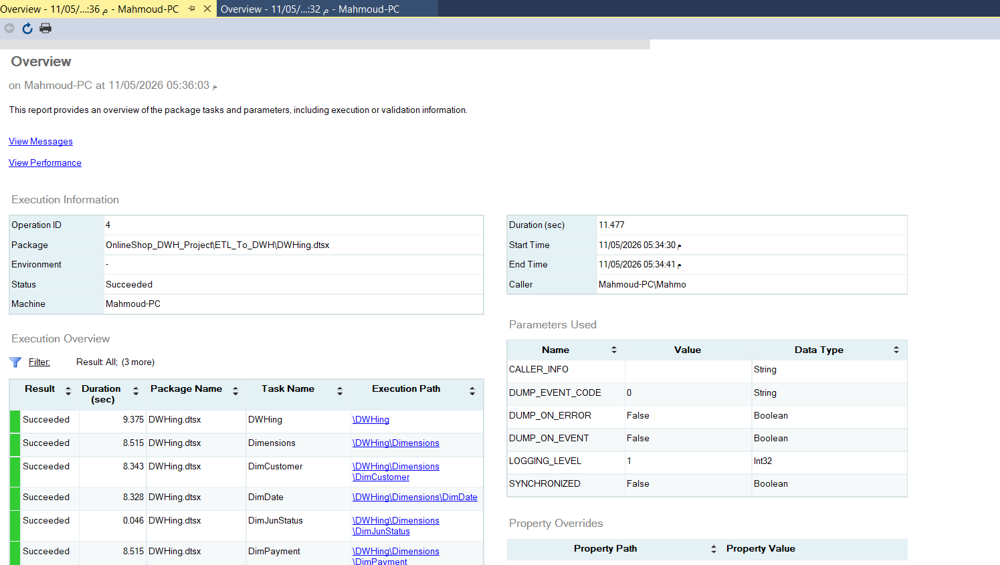 Overview - 11/05/...:36 م - Mahmoud-PC
Overview - 11/05/...:32 م - Mahmoud-PC
Overview
on Mahmoud-PC at 11/05/2026 05:36:03 م
This report provides an overview of the package tasks and parameters, including execution or validation information.
View Messages
View Performance
Execution Information
Operation ID 4
Package OnlineShop_DWH_Project\ETL_To_DWH\DWHing.dtsx
Environment -
Status Succeeded
Machine Mahmoud-PC
Duration (sec) 11.477
Start Time 11/05/2026 05:34:30 م
End Time 11/05/2026 05:34:41 م
Caller Mahmoud-PC\Mahmo
Execution Overview
Filter: Result: All; (3 more)
Result Duration (sec) Package Name Task Name Execution Path
Succeeded 9.375 DWHing.dtsx DWHing \DWHing
Succeeded 8.515 DWHing.dtsx Dimensions \DWHing\Dimensions
Succeeded 8.343 DWHing.dtsx DimCustomer \DWHing\Dimensions
\DimCustomer
Succeeded 8.328 DWHing.dtsx DimDate \DWHing\Dimensions\DimDate
Succeeded 0.046 DWHing.dtsx DimJunStatus \DWHing\Dimensions
\DimJunStatus
Succeeded 8.515 DWHing.dtsx DimPayment \DWHing\Dimensions
\DimPayment
Parameters Used
Name Value Data Type
CALLER_INFO String
DUMP_EVENT_CODE 0 String
DUMP_ON_ERROR False Boolean
DUMP_ON_EVENT False Boolean
LOGGING_LEVEL 1 Int32
SYNCHRONIZED False Boolean
Property Overrides
Property Path Property Value